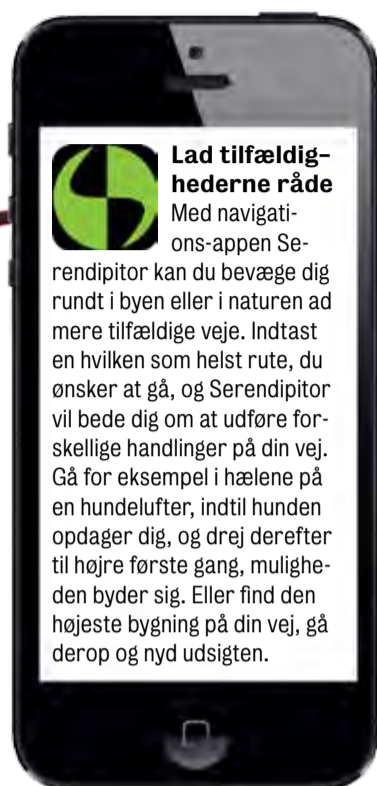 Lad tilfældig-
hederne råde
Med navigati-
ons-appen Se-
rendipitor kan du bevæge dig
rundt i byen eller i naturen ad
mere tilfældige veje. Indtast
en hvilken som helst rute, du
ønsker at gå, og Serendipitor
vil bede dig om at udføre for-
skellige handlinger på din vej.
Gå for eksempel i hælene på
en hundelufter, indtil hunden
opdager dig, og drej derefter
til højre første gang, mulighe-
den byder sig. Eller find den
højeste bygning på din vej, gå
derop og nyd udsigten.